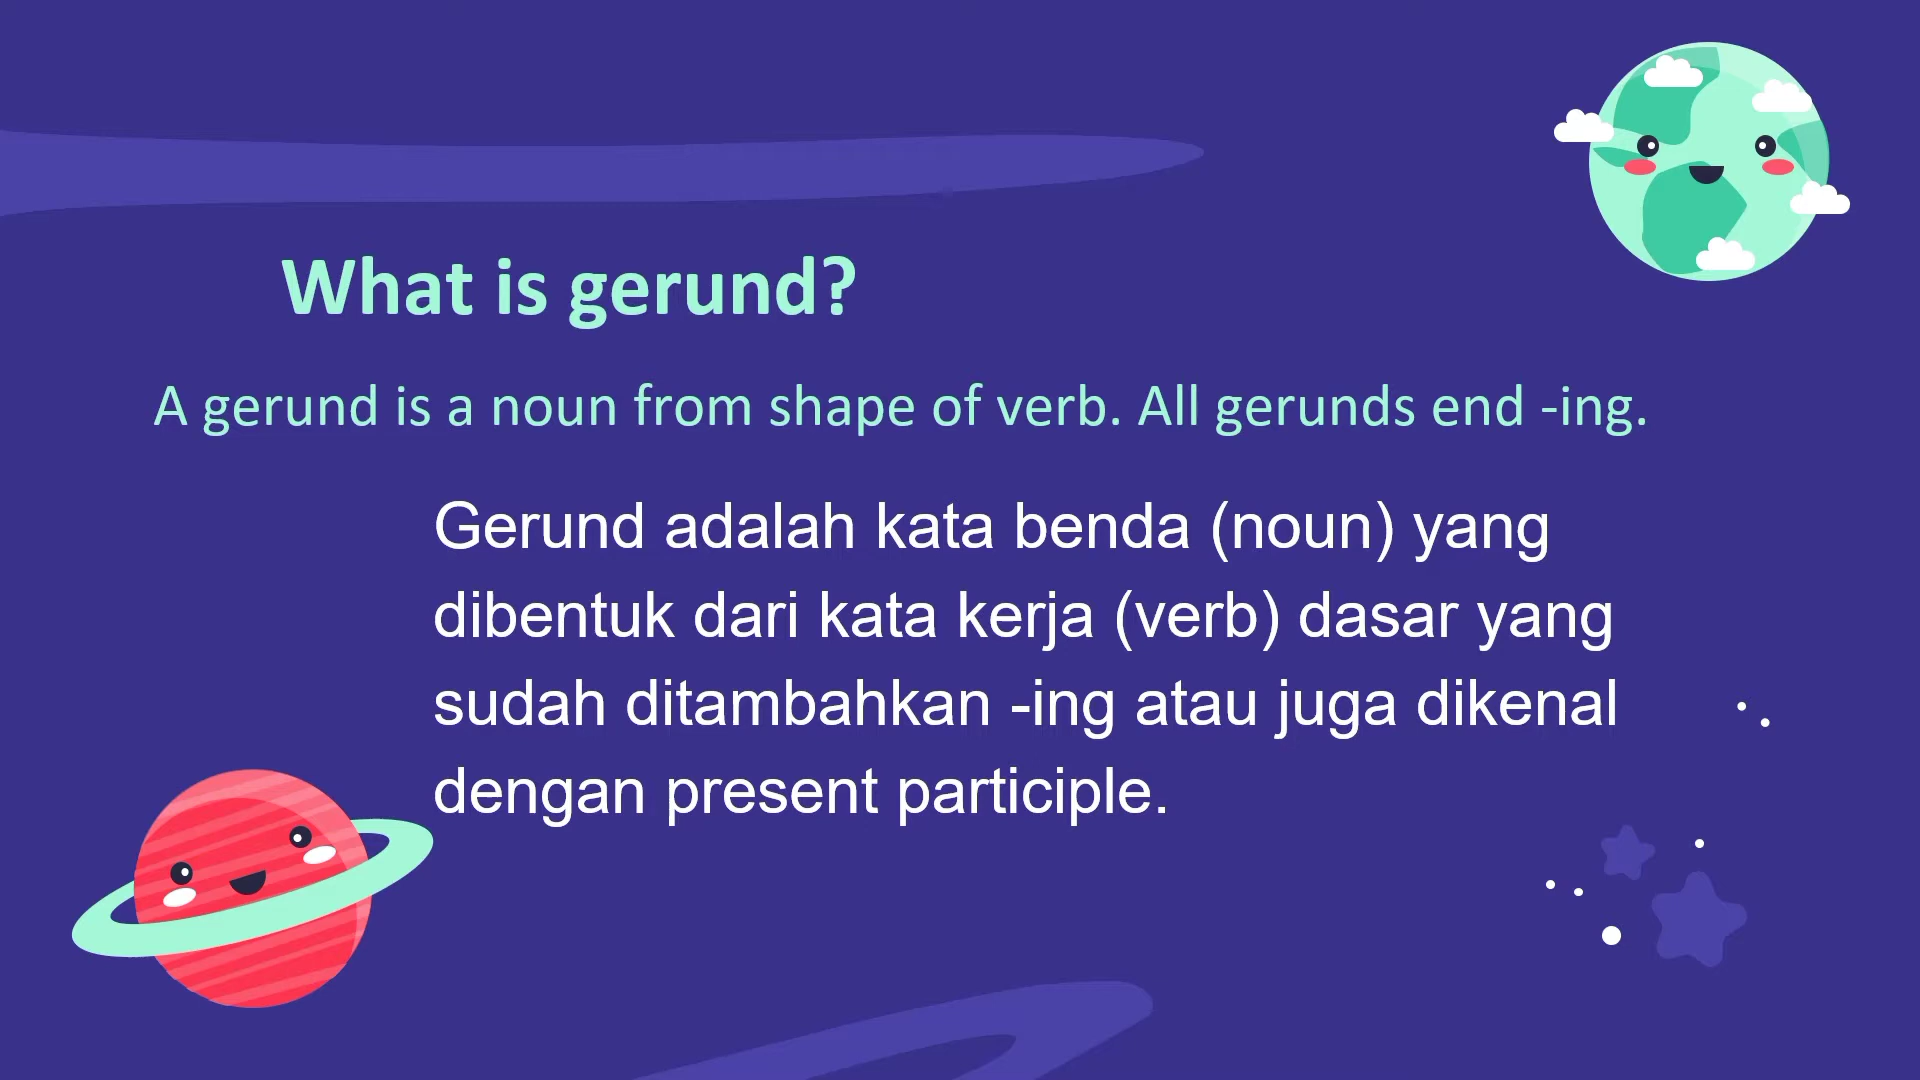 What is gerund?
A gerund is a noun from shape of verb. All gerunds end -ing.
Gerund adalah kata benda (noun) yang
dibentuk dari kata kerja (verb) dasar yang
sudah ditambahkan -ing atau juga dikenal
dengan present participle.